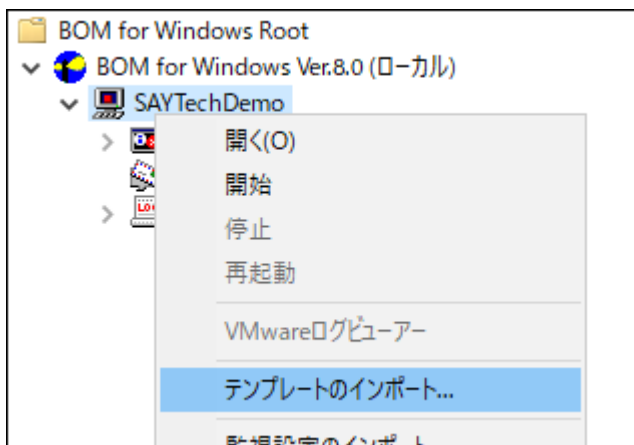 BOM for Windows Root
BOM for Windows Ver.8.0 (ローカル)
SAYTechDemo
開く(O)
開始
停止
再起動
VMwareログビューアー
テンプレートのインポート...